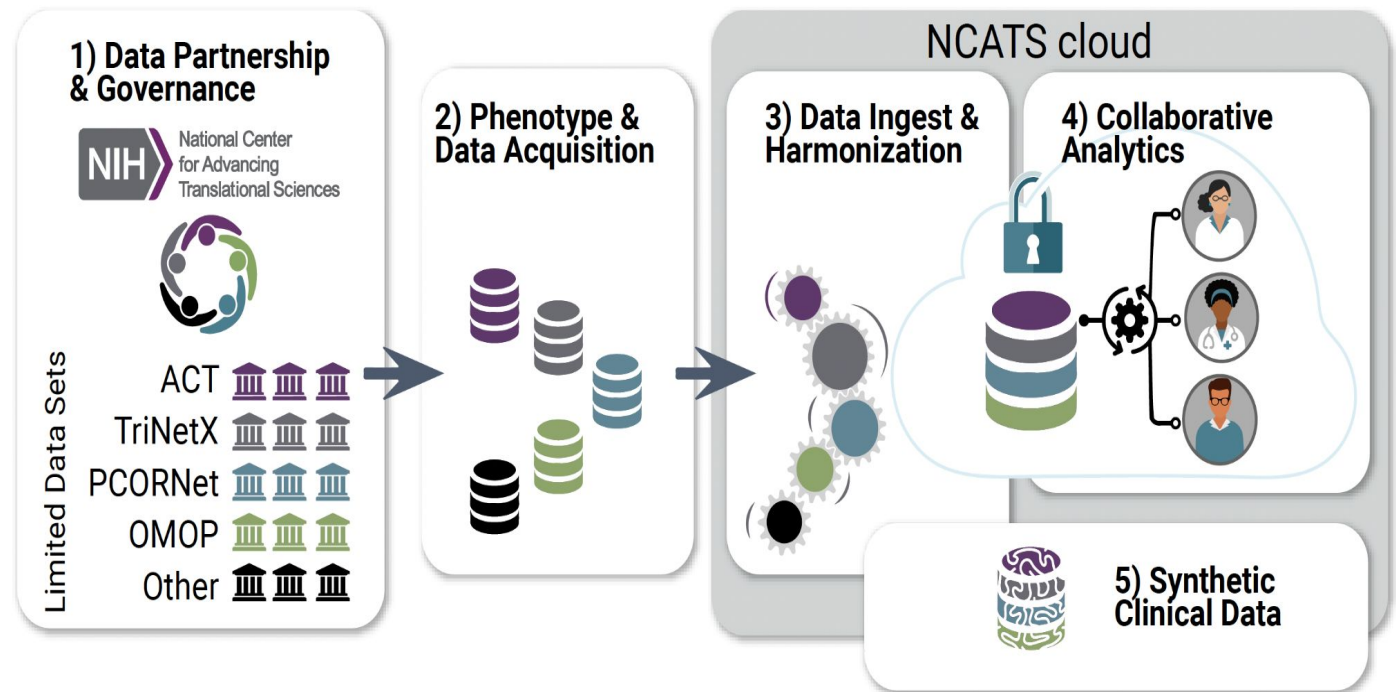 1) Data Partnership
& Governance
NIH
National Center
for Advancing
Translational Sciences
Limited Data Sets
ACT
TriNetX
PCORNet
OMOP
Other
2) Phenotype &
Data Acquisition
NCATS cloud
3) Data Ingest &
Harmonization
4) Collaborative
Analytics
5) Synthetic
Clinical Data